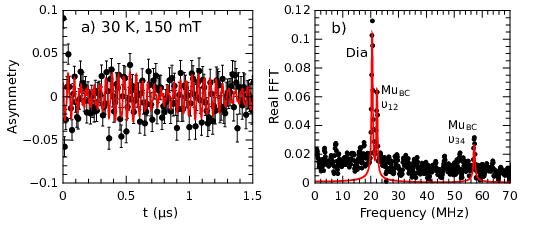 a) 30 K, 150 mT
Asymmetry
0.1
0.05
0
−0.05
−0.1
0 0.5 1 1.5
t (μs)
b)
Real FFT
0.12
0.1
0.08
0.06
0.04
0.02
0
Dia
Mu_BC
υ_12
Mu_BC
υ_34
0 10 20 30 40 50 60 70
Frequency (MHz)